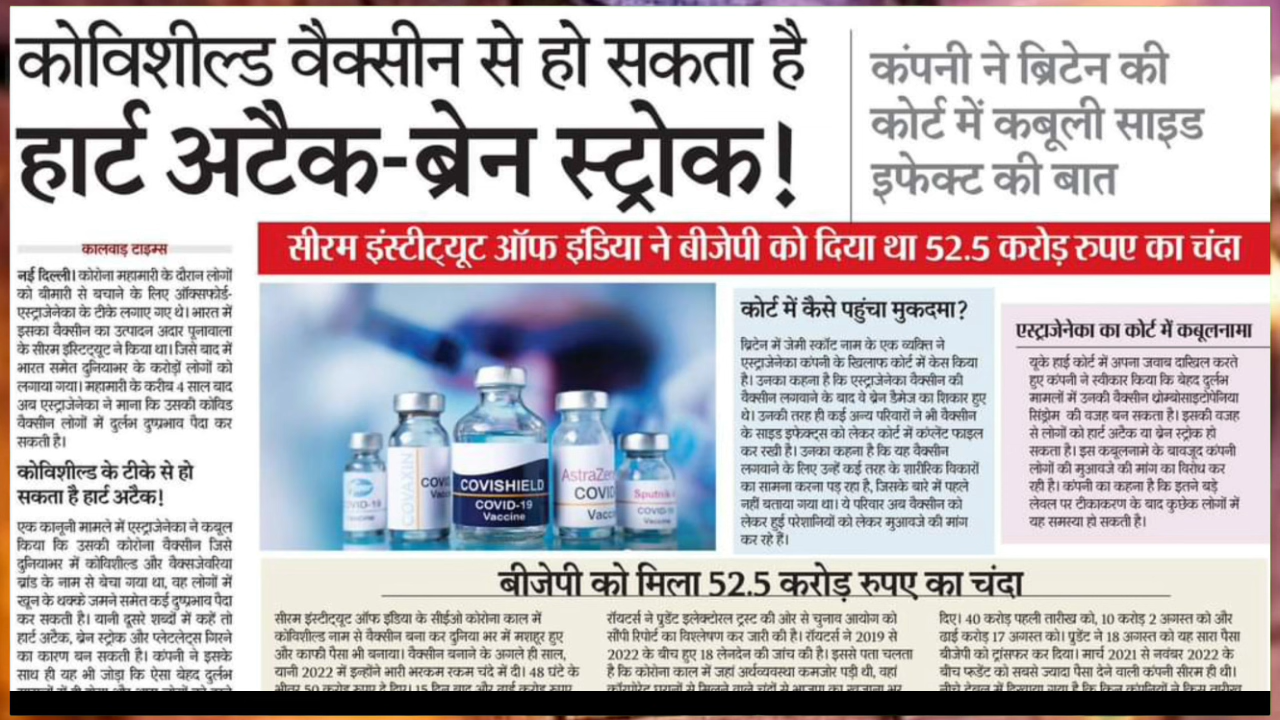 कोविशील्ड वैक्सीन से हो सकता है
हार्ट अटैक-ब्रेन स्ट्रोक!
कंपनी ने ब्रिटेन की
कोर्ट में कबूली साइड
इफेक्ट की बात
सीरम इंस्टीट्यूट ऑफ इंडिया ने बीजेपी को दिया था 52.5 करोड़ रुपए का चंदा
कालवाड़ टाइम्स
नई दिल्ली। कोरोना महामारी के दौरान लोगों
को बीमारी से बचाने के लिए ऑक्सफोर्ड-
एस्ट्राजेनेका के टीके लगाए गए थे। भारत में
इसका वैक्सीन का उत्पादन अदार पूनावाला
के सीरम इंस्टिट्यूट ने किया था। जिसे बाद में
भारत समेत दुनियाभर के करोड़ों लोगों को
लगाया गया। महामारी के करीब 4 साल बाद
अब एस्ट्राजेनेका ने माना कि उसकी कोविड
वैक्सीन लोगों में दुर्लभ दुष्प्रभाव पैदा कर
सकती है।
कोविशील्ड के टीके से हो
सकता है हार्ट अटैक!
एक कानूनी मामले में एस्ट्राजेनेका ने कबूल
किया कि उसकी कोरोना वैक्सीन जिसे
दुनियाभर में कोविशील्ड और वैक्सजेवरिया
ब्रांड के नाम से बेचा गया था, वह लोगों में
खून के थक्के जमने समेत कई दुष्प्रभाव पैदा
कर सकती है। यानी दूसरे शब्दों में कहें तो
हार्ट अटैक, ब्रेन स्ट्रोक और प्लेटलेट्स गिरने
का कारण बन सकती है। कंपनी ने इसके
साथ ही यह भी जोड़ा कि ऐसा बेहद दुर्लभ
COVID-19
COVAXIN
COVI
Vacc
COVISHIELD
COVID-19
Vaccine
AstraZen
COVID
Vacc
Sputnik
COVID-19
Vaccine
कोर्ट में कैसे पहुंचा मुकदमा?
ब्रिटेन में जेमी स्कॉट नाम के एक व्यक्ति ने
एस्ट्राजेनेका कंपनी के खिलाफ कोर्ट में केस किया
है। उनका कहना है कि एस्ट्राजेनेका वैक्सीन की
वैक्सीन लगवाने के बाद वे ब्रेन डैमेज का शिकार हुए
थे। उनकी तरह ही कई अन्य परिवारों ने भी वैक्सीन
के साइड इफेक्ट्स को लेकर कोर्ट में कंप्लेंट फाइल
कर रखी है। उनका कहना है कि यह वैक्सीन
लगवाने के लिए उन्हें कई तरह के शारीरिक विकारों
का सामना करना पड़ रहा है, जिसके बारे में पहले
नहीं बताया गया था। ये परिवार अब वैक्सीन को
लेकर हुई परेशानियों को लेकर मुआवजे की मांग
कर रहे हैं।
एस्ट्राजेनेका का कोर्ट में कबूलनामा
यूके हाई कोर्ट में अपना जवाब दाखिल करते
हुए कंपनी ने स्वीकार किया कि बेहद दुर्लभ
मामलों में उनकी वैक्सीन थ्रोम्बोसाइटोपेनिया
सिंड्रोम की वजह बन सकता है। इसकी वजह
से लोगों को हार्ट अटैक या ब्रेन स्ट्रोक हो
सकता है। इस कबूलनामे के बावजूद कंपनी
लोगों की मुआवजे की मांग का विरोध कर
रही है। कंपनी का कहना है कि इतने बड़े
लेवल पर टीकाकरण के बाद कुछेक लोगों में
यह समस्या हो सकती है।
बीजेपी को मिला 52.5 करोड़ रुपए का चंदा
सीरम इंस्टीट्यूट ऑफ इंडिया के सीईओ कोरोना काल में
कोविशील्ड नाम से वैक्सीन बना कर दुनिया भर में मशहूर हुए
और काफी पैसा भी बनाया। वैक्सीन बनाने के अगले ही साल,
यानी 2022 में इन्होंने भारी भरकम रकम चंदे में दी। 48 घंटे के
रॉयटर्स ने प्रूडेंट इलेक्टोरल ट्रस्ट की ओर से चुनाव आयोग को
सौंपी रिपोर्ट का विश्लेषण कर जारी की है। रॉयटर्स ने 2019 से
2022 के बीच हुए 18 लेनदेन की जांच की है। इससे पता चलता
है कि कोरोना काल में जहां अर्थव्यवस्था कमजोर पड़ी थी, वहां
दिए। 40 करोड़ पहली तारीख को, 10 करोड़ 2 अगस्त को और
ढाई करोड़ 17 अगस्त को। प्रूडेंट ने 18 अगस्त को यह सारा पैसा
बीजेपी को ट्रांसफर कर दिया। मार्च 2021 से नवंबर 2022 के
बीच प्रूडेंट को सबसे ज्यादा पैसा देने वाली कंपनी सीरम ही थी।